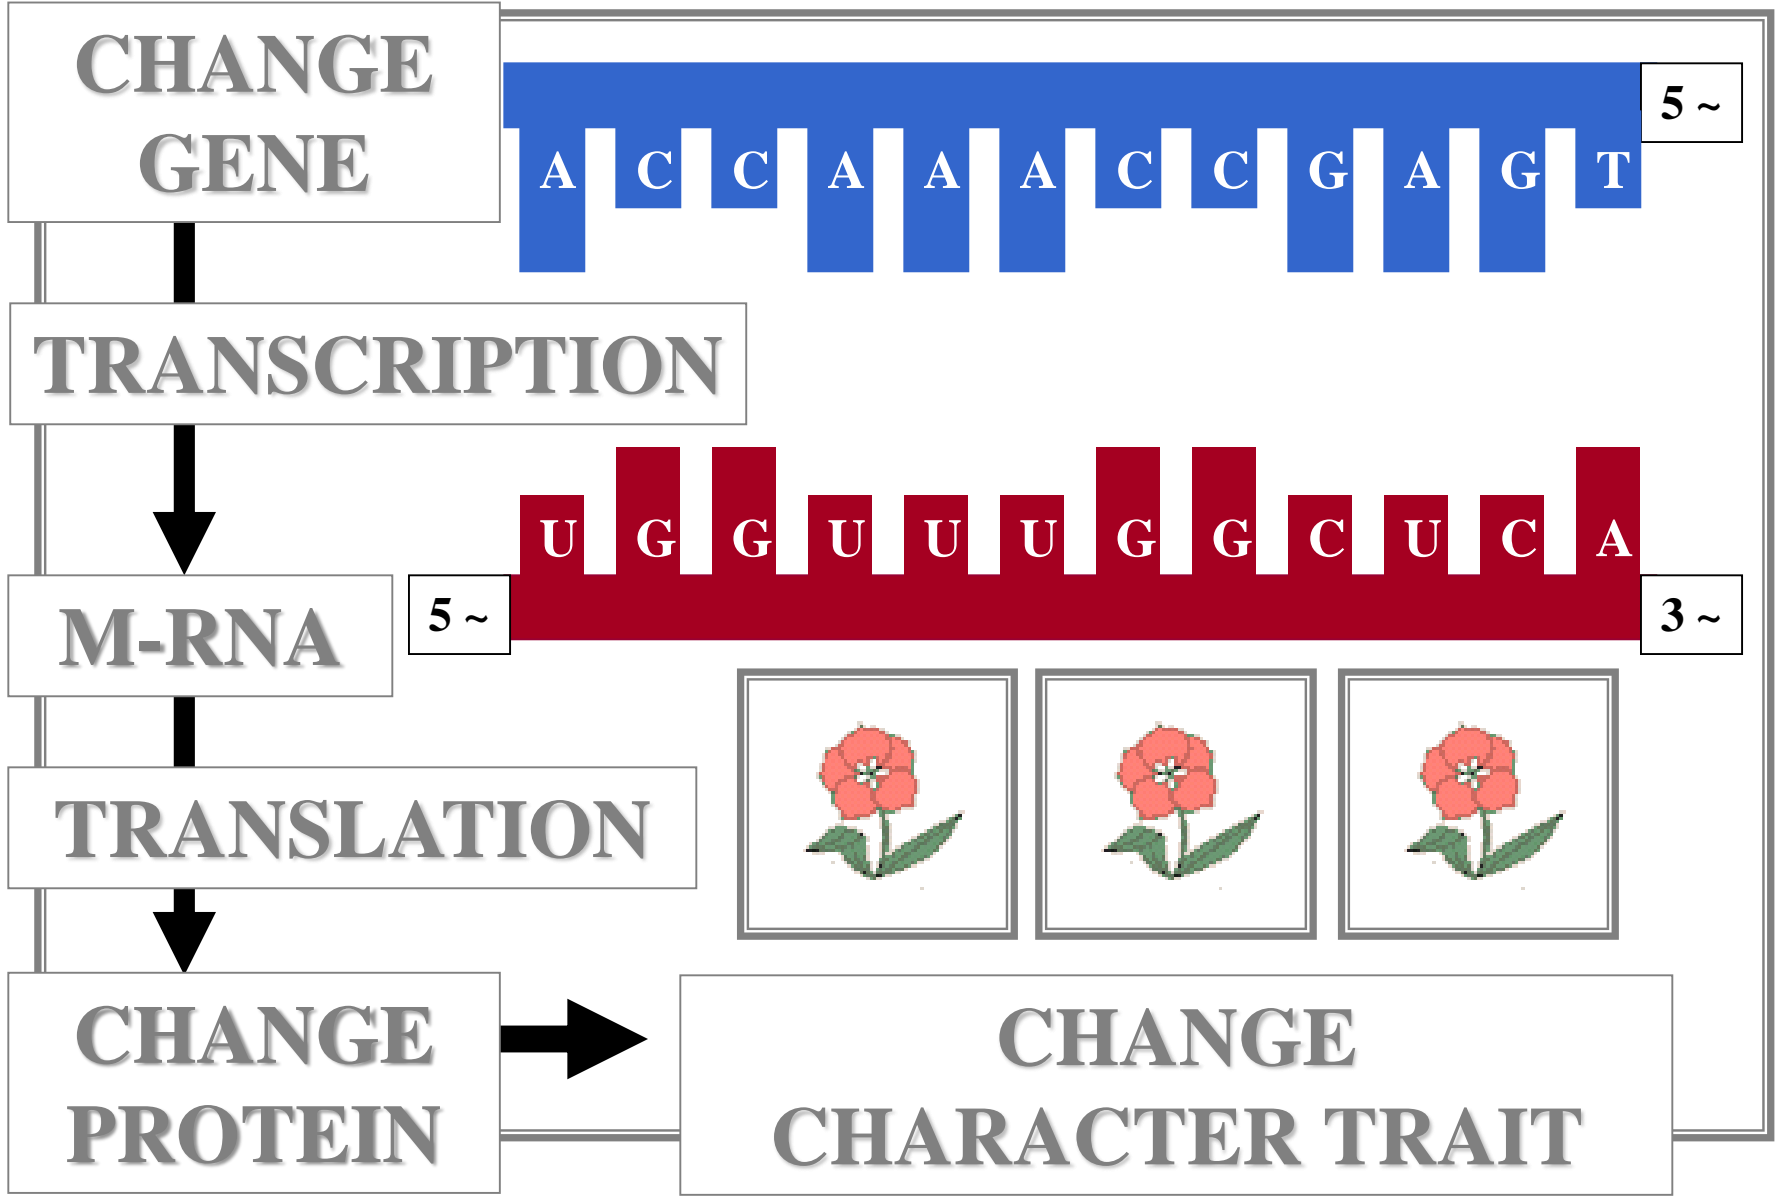 CHANGE
GENE
5 ~
A C C A A A C C G A G T
TRANSCRIPTION
U G G U U U G G C U C A
M-RNA
5 ~
3 ~
TRANSLATION
CHANGE
PROTEIN
CHANGE
CHARACTER TRAIT